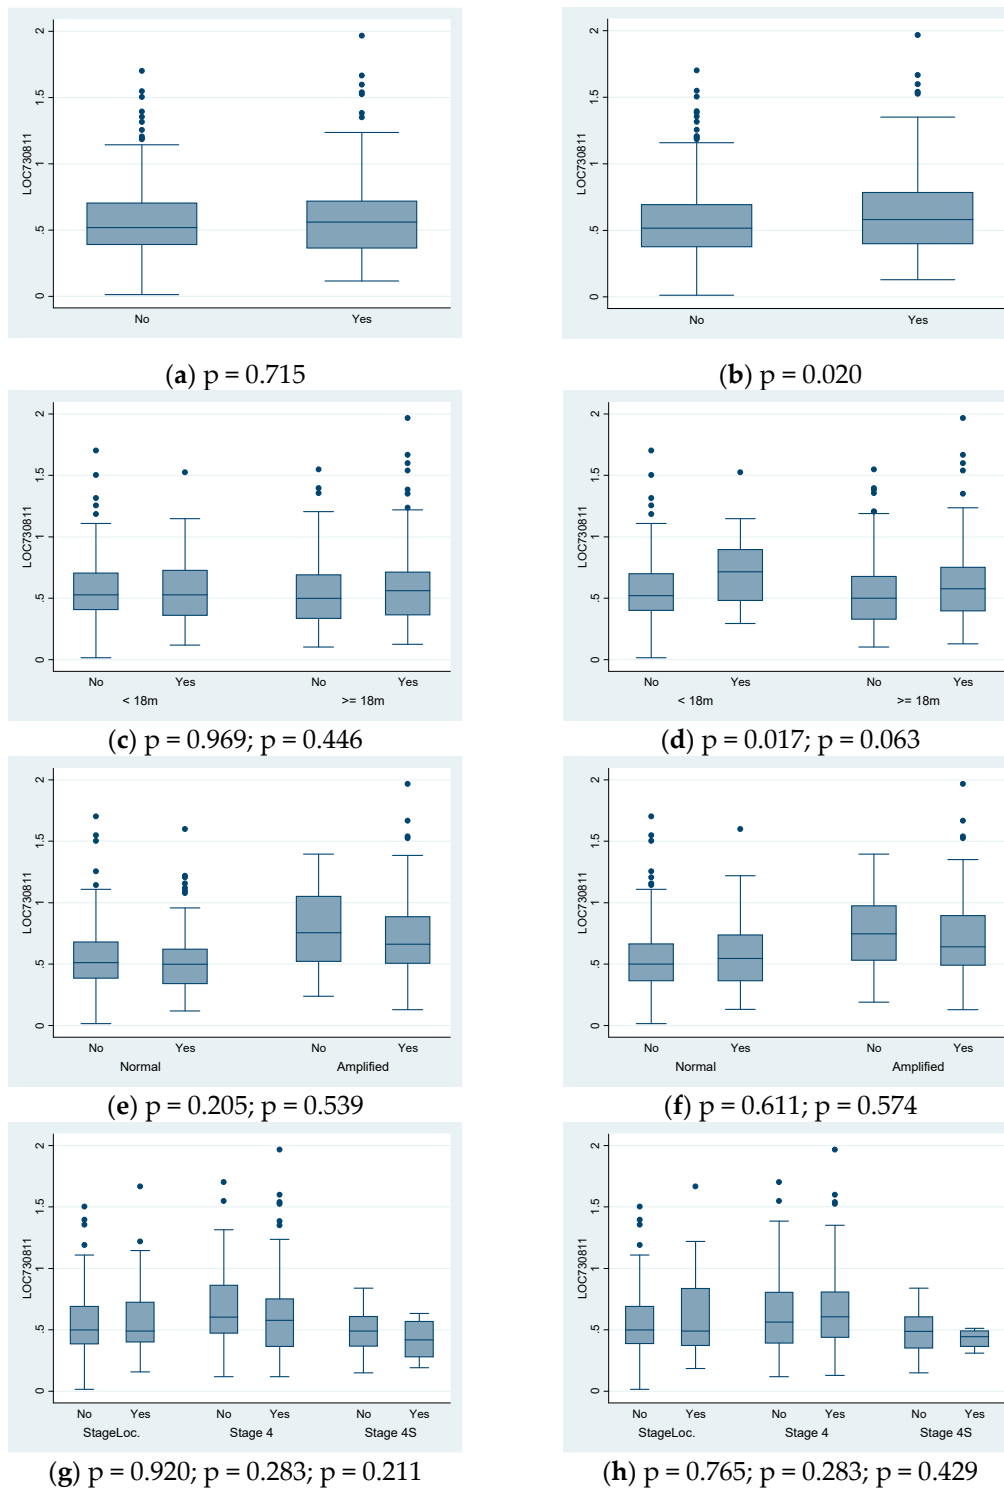 2
1.5
1
.5
0
LOC730811
No Yes
(a) p = 0.715
2
1.5
1
.5
0
LOC730811
No Yes
(b) p = 0.020
2
1.5
1
.5
0
LOC730811
No Yes No Yes
< 18m >= 18m
(c) p = 0.969; p = 0.446
2
1.5
1
.5
0
LOC730811
No Yes No Yes
< 18m >= 18m
(d) p = 0.017; p = 0.063
2
1.5
1
.5
0
LOC730811
No Yes No Yes
Normal Amplified
(e) p = 0.205; p = 0.539
2
1.5
1
.5
0
LOC730811
No Yes No Yes
Normal Amplified
(f) p = 0.611; p = 0.574
2
1.5
1
.5
0
LOC730811
No Yes No Yes No Yes
StageLoc. Stage 4 Stage 4S
(g) p = 0.920; p = 0.283; p = 0.211
2
1.5
1
.5
0
LOC730811
No Yes No Yes No Yes
StageLoc. Stage 4 Stage 4S
(h) p = 0.765; p = 0.283; p = 0.429